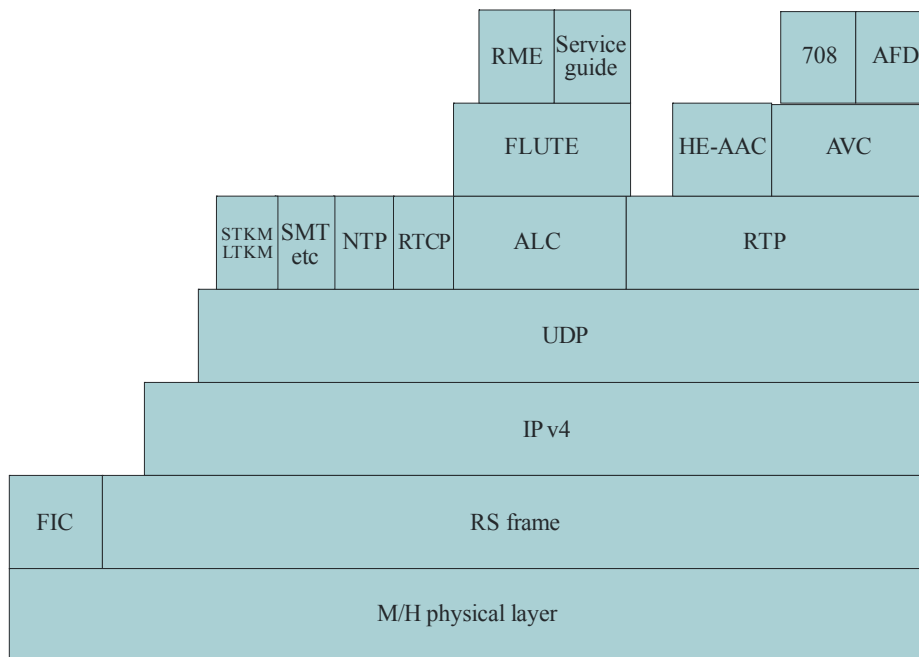 RME
Service
guide
708
AFD
FLUTE
HE-AAC
AVC
STKM
LTKM
SMT
etc
NTP
RTCP
ALC
RTP
UDP
IP v4
FIC
RS frame
M/H physical layer